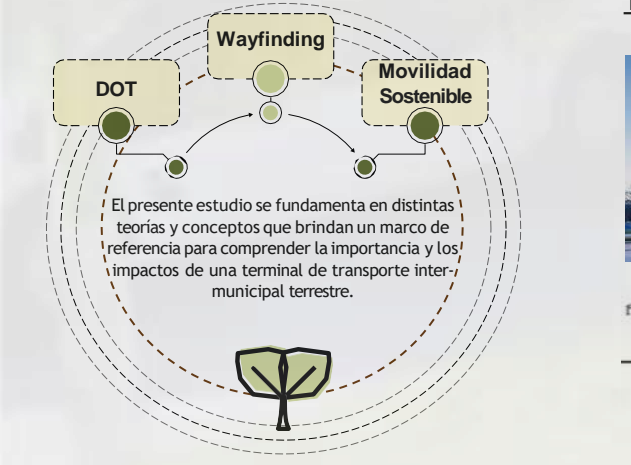 Wayfinding
DOT
Movilidad
Sostenible
El presente estudio se fundamenta en distintas
teorías y conceptos que brindan un marco de
referencia para comprender la importancia y los
impactos de una terminal de transporte inter-
municipal terrestre.